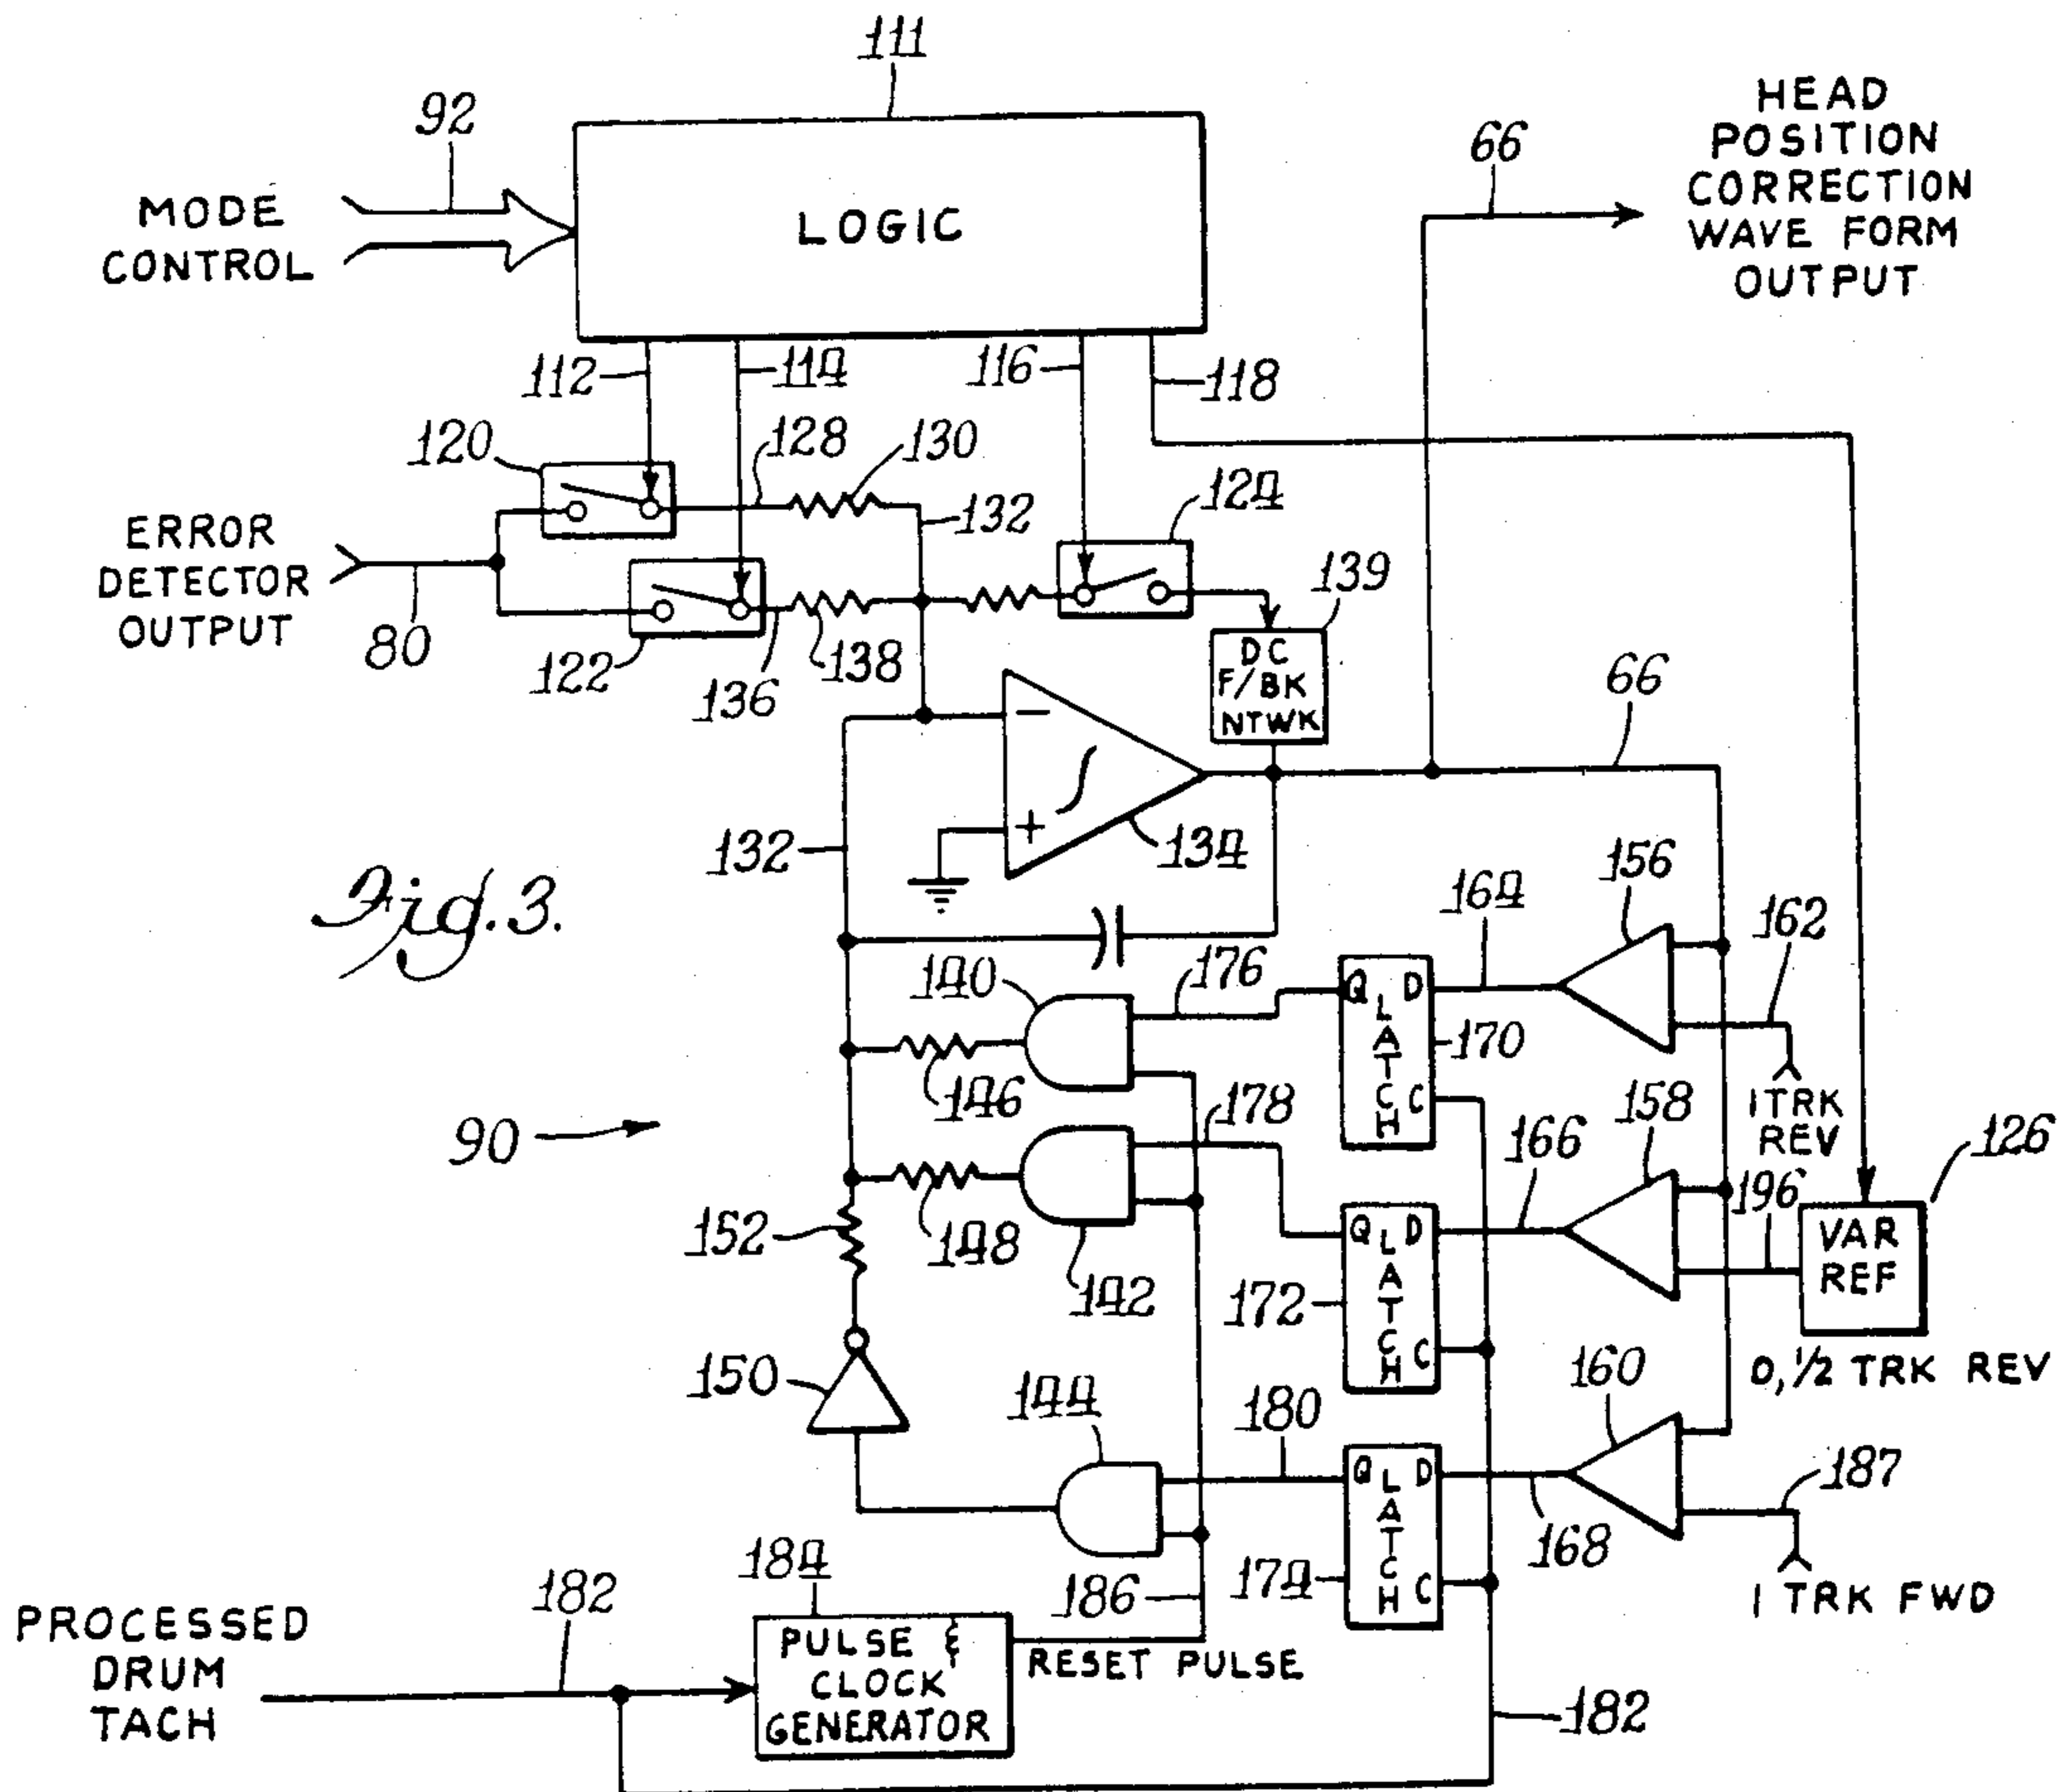 111
92
MODE
CONTROL
LOGIC
66
HEAD
POSITION
CORRECTION
WAVE FORM
OUTPUT
112
114
116
118
120
128
130
132
124
ERROR
DETECTOR
OUTPUT
80
122
136
138
139
DC
F/BK
NTWK
66
−
+
134
132
Fig. 3.
156
164
162
140
176
Q
D
LATCH
C
170
146
1 TRK
REV
178
158
126
90
166
196
VAR
REF
152
148
142
172
Q
D
LATCH
C
0, 1/2 TRK REV
150
144
180
160
187
Q
D
LATCH
C
168
174
1 TRK FWD
184
182
186
PROCESSED
DRUM
TACH
PULSE &
CLOCK
GENERATOR
RESET PULSE
182